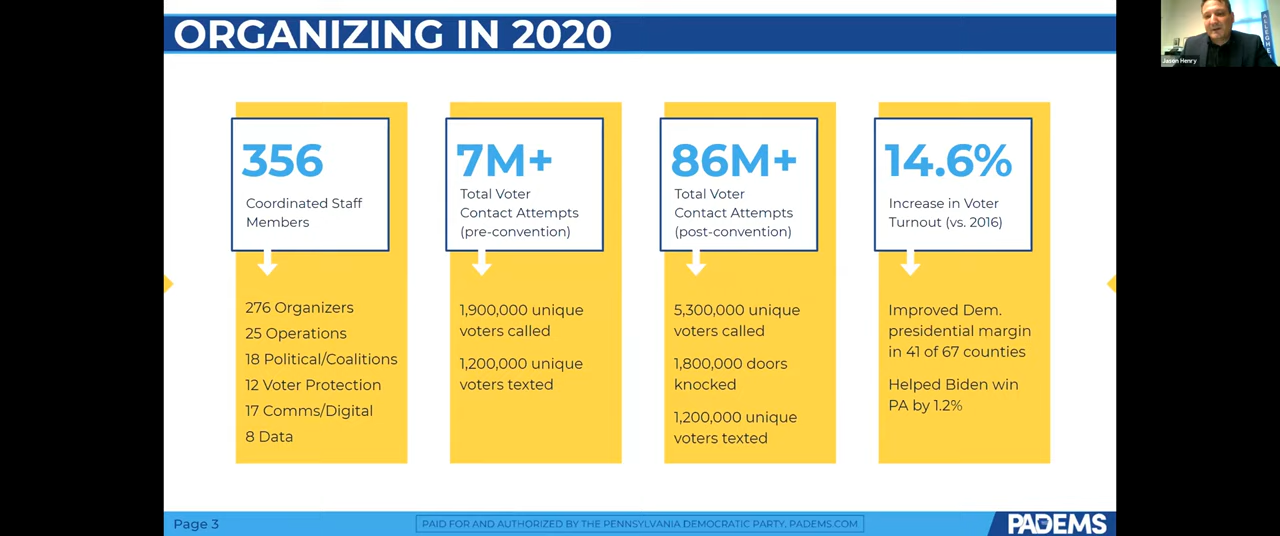 ORGANIZING IN 2020
Jason Henry
356
Coordinated Staff
Members
276 Organizers
25 Operations
18 Political/Coalitions
12 Voter Protection
17 Comms/Digital
8 Data
7M+
Total Voter
Contact Attempts
(pre-convention)
1,900,000 unique
voters called
1,200,000 unique
voters texted
86M+
Total Voter
Contact Attempts
(post-convention)
5,300,000 unique
voters called
1,800,000 doors
knocked
1,200,000 unique
voters texted
14.6%
Increase in Voter
Turnout (vs. 2016)
Improved Dem.
presidential margin
in 41 of 67 counties
Helped Biden win
PA by 1.2%
Page 3
PAID FOR AND AUTHORIZED BY THE PENNSYLVANIA DEMOCRATIC PARTY, PADEMS.COM
PADEMS